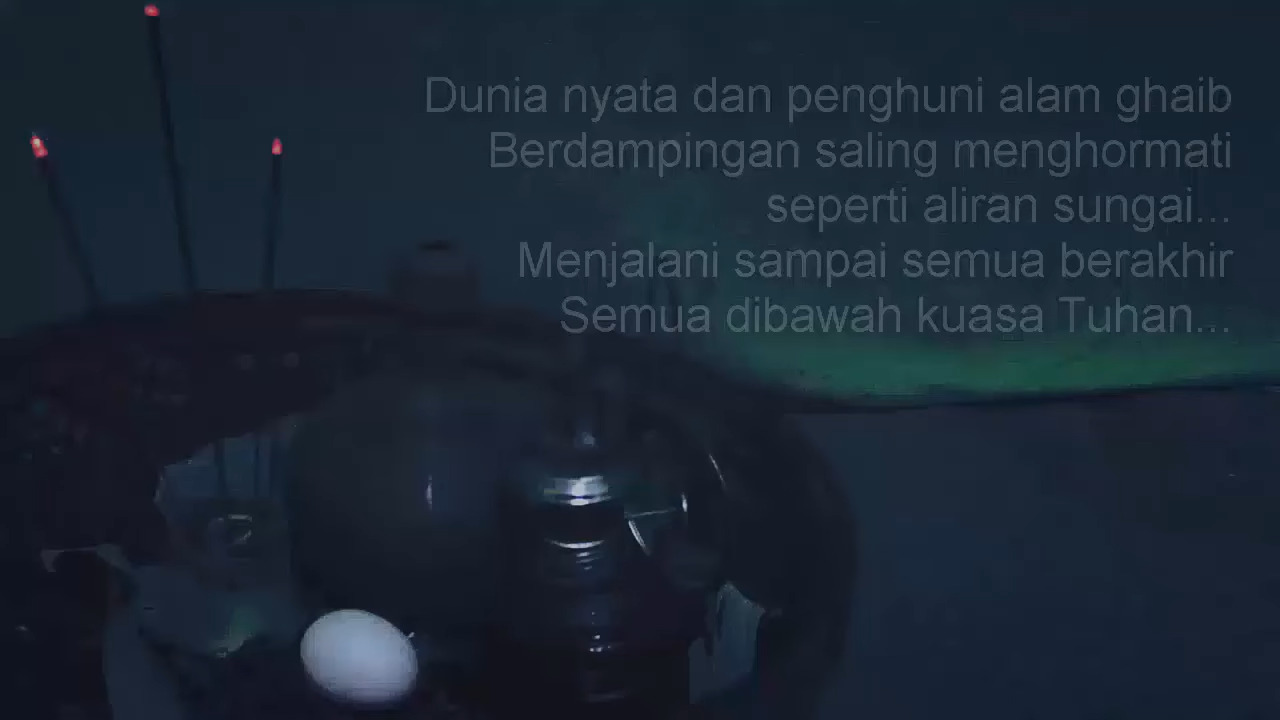 Dunia nyata dan penghuni alam ghaib
Berdampingan saling menghormati
seperti aliran sungai...
Menjalani sampai semua berakhir
Semua dibawah kuasa Tuhan...